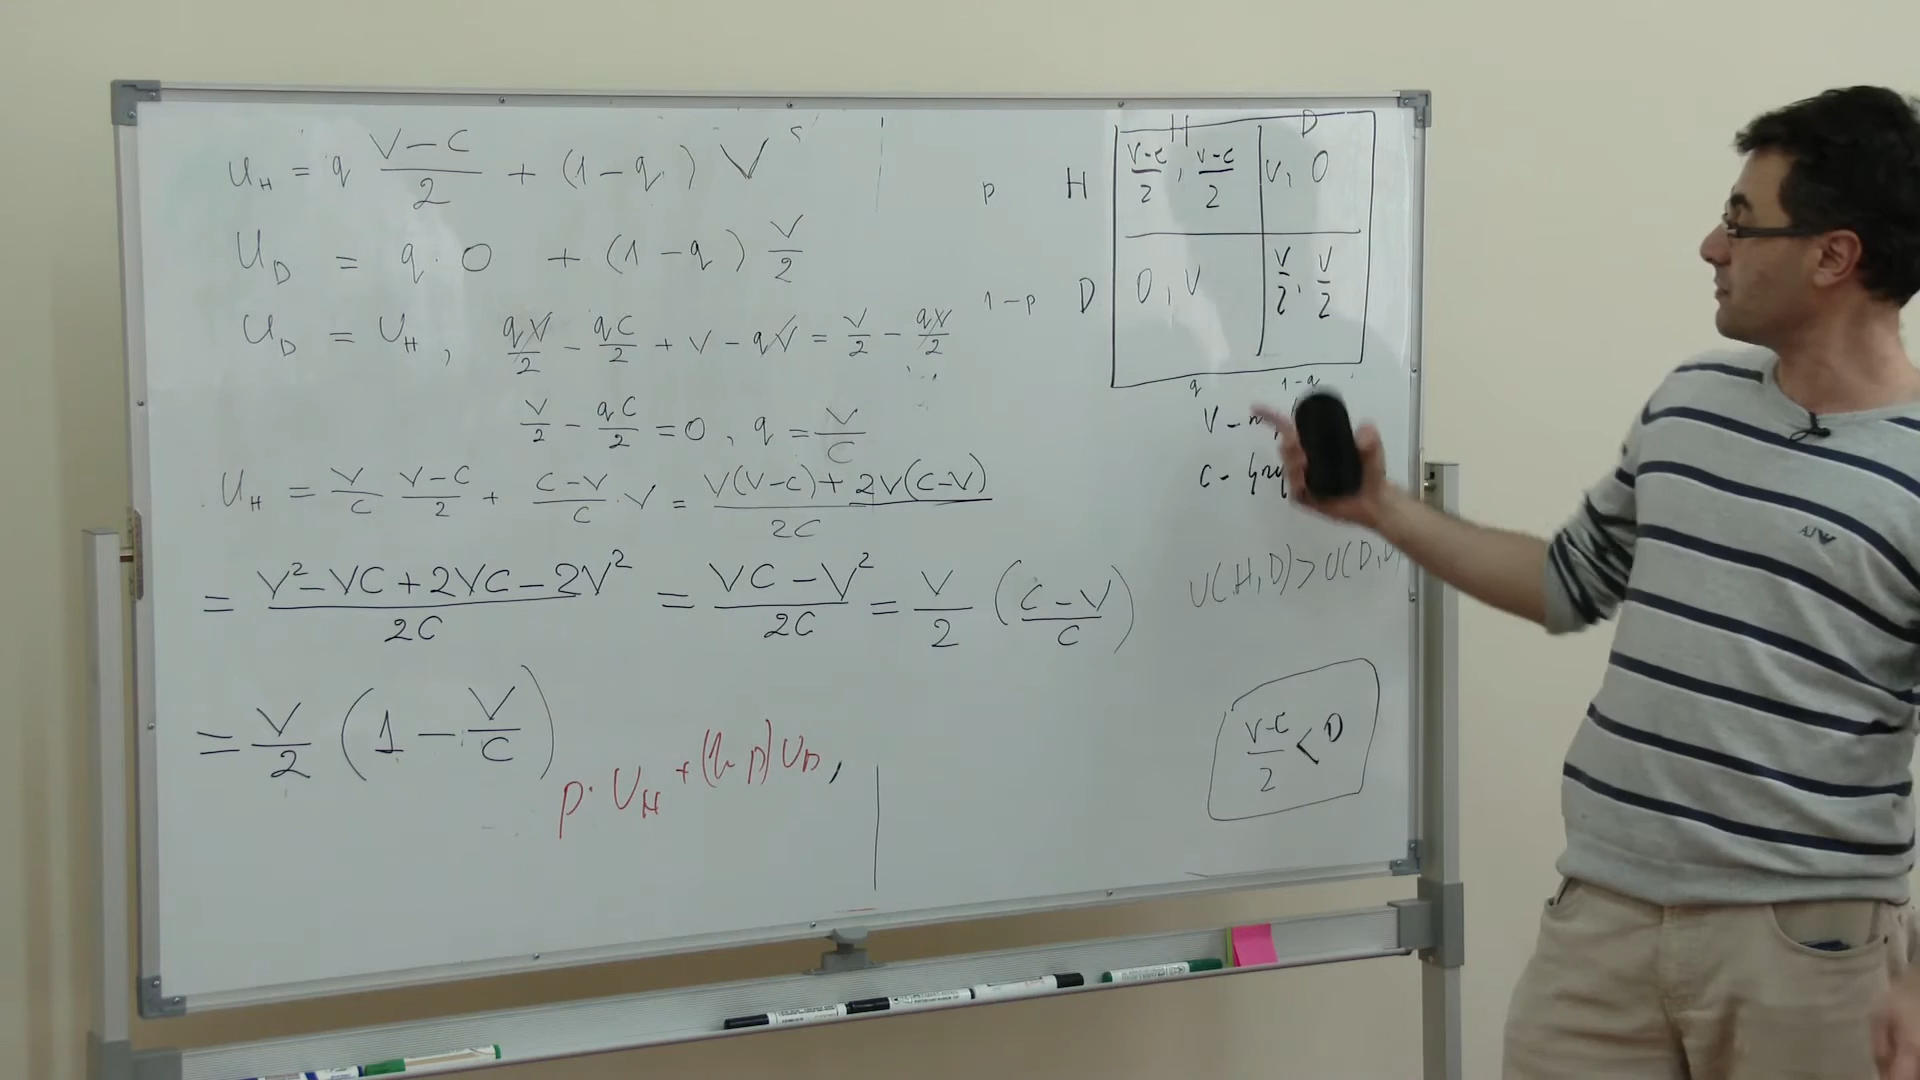 u_H = q (V-C)/2 + (1-q) V
u_D = q · 0 + (1-q) V/2
u_D = u_H , qV/2 - qC/2 + V - qV = V/2 - qV/2
V/2 - qC/2 = 0 , q = V/C
u_H = V/C (V-C)/2 + (C-V)/C · V = (V(V-C)+2V(C-V))/2C
= (V²-VC+2VC-2V²)/2C = (VC-V²)/2C = V/2 ((C-V)/C)
= V/2 (1 - V/C)
p · U_H + (1-p) U_D ,
H D
p H (V-C)/2 , (V-C)/2 V, 0
1-p D 0, V V/2 , V/2
q 1-q
V -
C -
U(H,D) > U(D,
(V-C)/2 < D
AJ